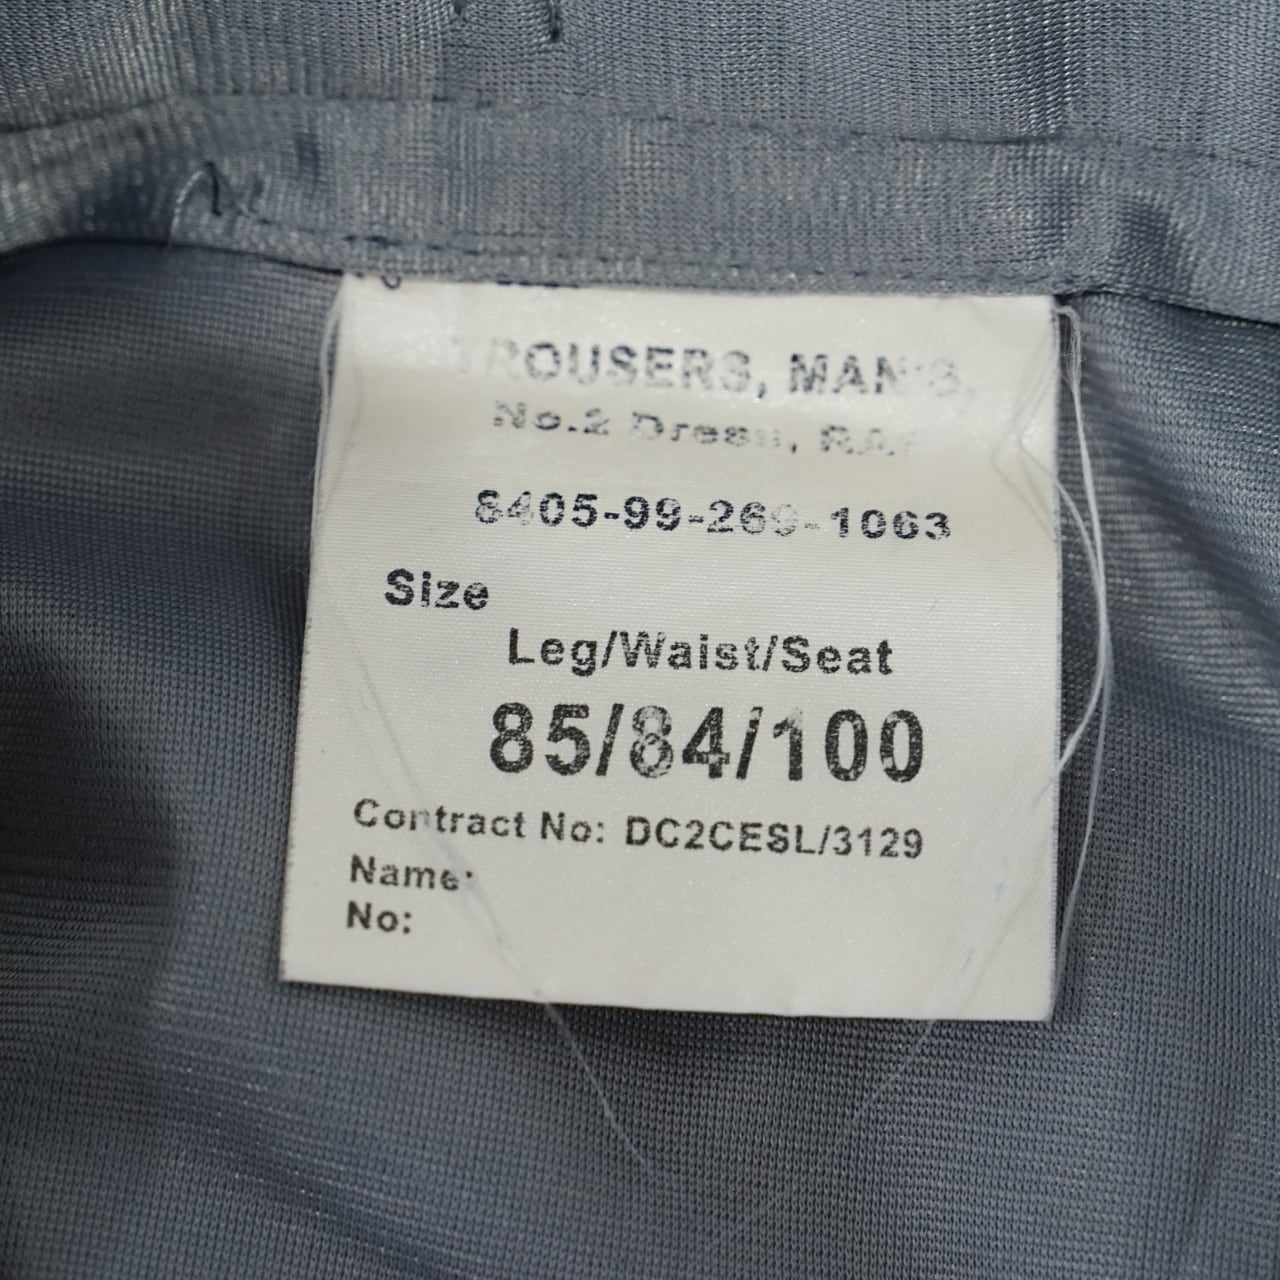 TROUSERS, MAN'S,
No.2 Dress, RAF
8405-99-269-1063
Size
Leg/Waist/Seat
85/84/100
Contract No: DC2CESL/3129
Name:
No: